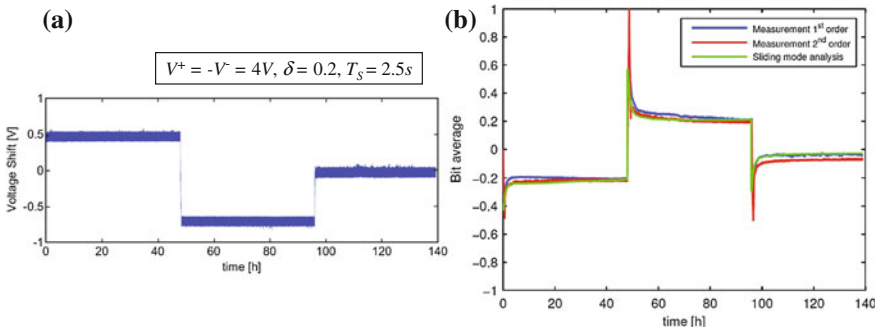 (a)
V⁺ = -V⁻ = 4V, δ = 0.2, T_S = 2.5s
Voltage Shift [V]
1
0.5
0
-0.5
-1
0 20 40 60 80 100 120 140
time [h]
(b)
Measurement 1st order
Measurement 2nd order
Sliding mode analysis
Bit average
1
0.8
0.6
0.4
0.2
0
-0.2
-0.4
-0.6
-0.8
-1
0 20 40 60 80 100 120 140
time [h]